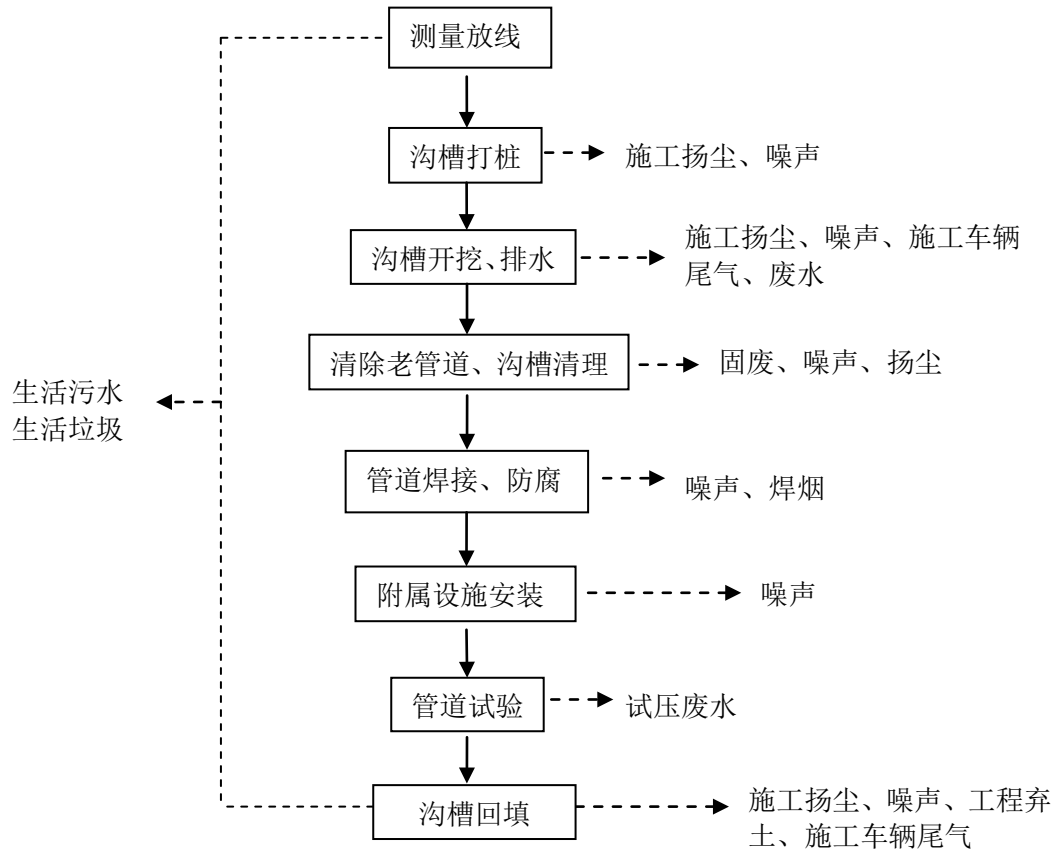 测量放线
沟槽打桩
施工扬尘、噪声
沟槽开挖、排水
施工扬尘、噪声、施工车辆
尾气、废水
清除老管道、沟槽清理
固废、噪声、扬尘
生活污水
生活垃圾
管道焊接、防腐
噪声、焊烟
附属设施安装
噪声
管道试验
试压废水
沟槽回填
施工扬尘、噪声、工程弃
土、施工车辆尾气